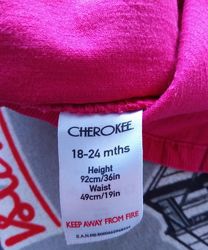 CHEROKEE
18-24 mths
Height
92cm/36in
Waist
49cm/19in
KEEP AWAY FROM FIRE